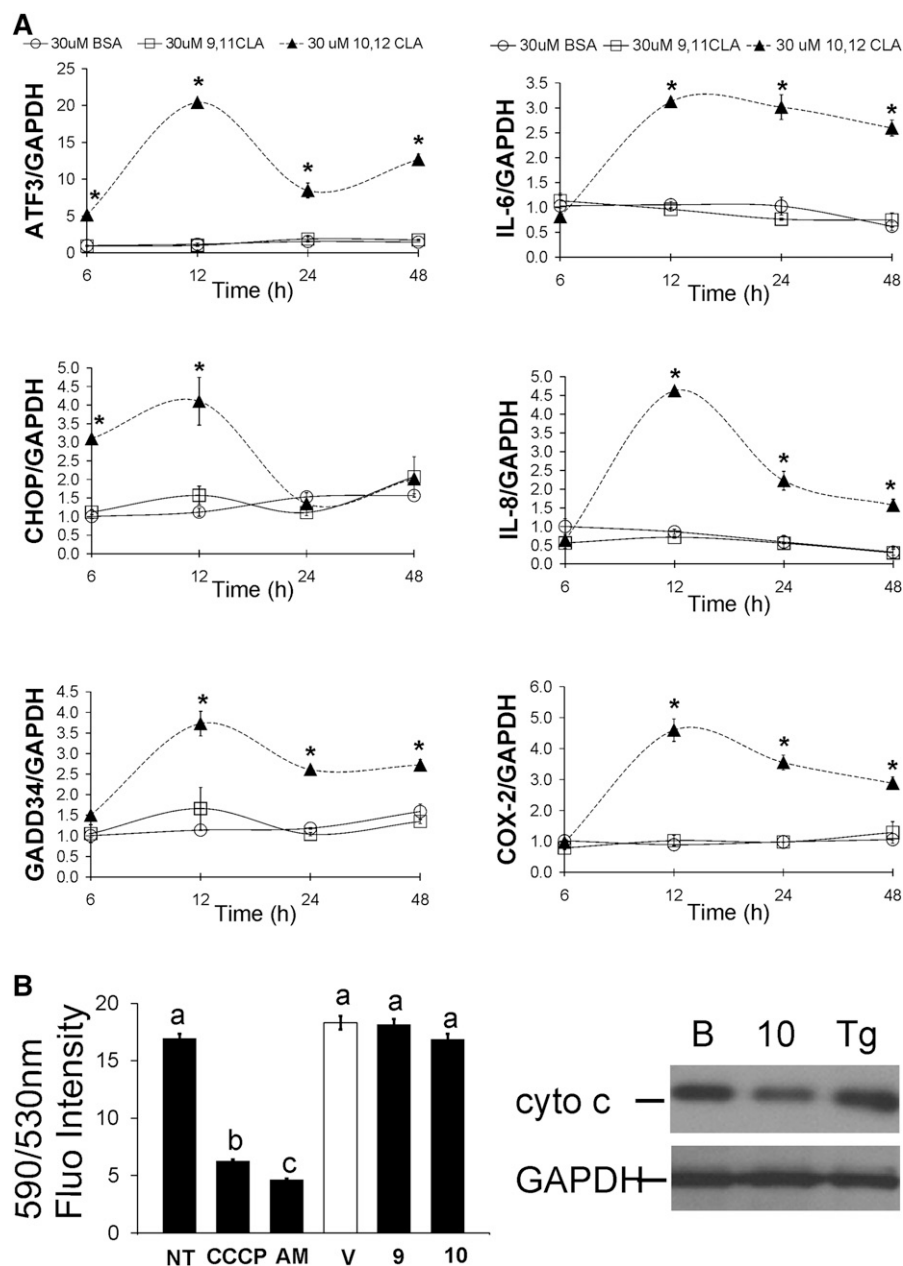 A
30uM BSA 30uM 9,11CLA 30 uM 10,12 CLA
ATF3/GAPDH
25
20
15
10
5
0
* * * *
6 12 24 48
Time (h)
30uM BSA 30uM 9,11CLA 30 uM 10,12 CLA
IL-6/GAPDH
3.5
3.0
2.5
2.0
1.5
1.0
0.5
0.0
* * *
6 12 24 48
Time (h)
CHOP/GAPDH
5.0
4.5
4.0
3.5
3.0
2.5
2.0
1.5
1.0
0.5
0.0
* *
6 12 24 48
Time (h)
IL-8/GAPDH
5.0
4.5
4.0
3.5
3.0
2.5
2.0
1.5
1.0
0.5
0.0
* * *
6 12 24 48
Time (h)
GADD34/GAPDH
4.5
4.0
3.5
3.0
2.5
2.0
1.5
1.0
0.5
0.0
* * *
6 12 24 48
Time (h)
COX-2/GAPDH
6.0
5.0
4.0
3.0
2.0
1.0
0.0
* * *
6 12 24 48
Time (h)
B
590/530nm
Fluo Intensity
20
15
10
5
0
a b c a a a
NT CCCP AM V 9 10
B 10 Tg
cyto c
GAPDH